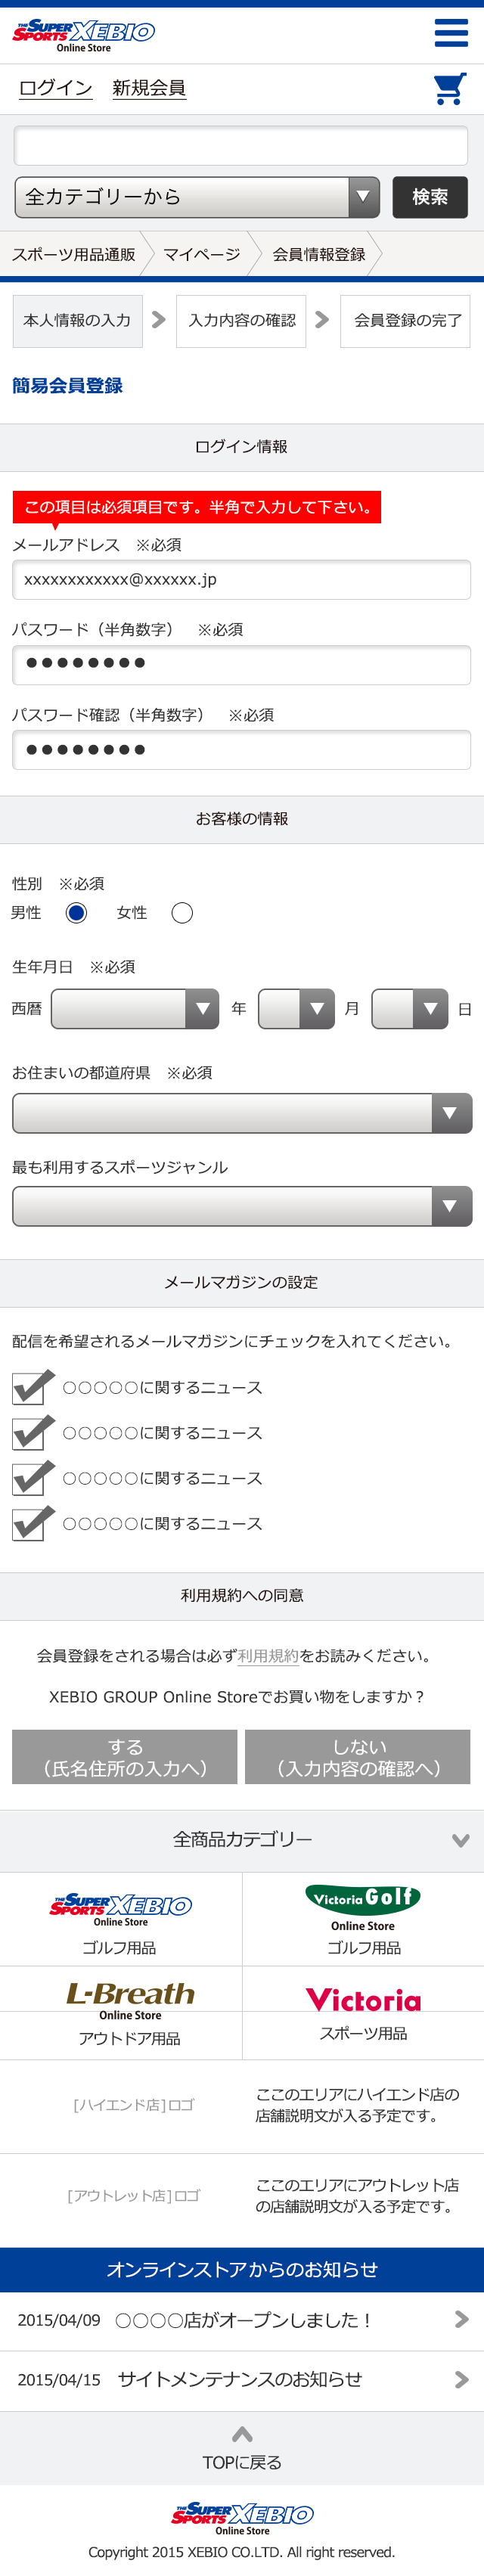 THE SUPER SPORTS XEBIO
Online Store
ログイン　新規会員
全カテゴリーから ▼ 検索
スポーツ用品通販　マイページ　会員情報登録
本人情報の入力　入力内容の確認　会員登録の完了
簡易会員登録
ログイン情報
この項目は必須項目です。半角で入力して下さい。
メールアドレス　※必須
xxxxxxxxxxxx@xxxxxx.jp
パスワード（半角数字）　※必須
●●●●●●●●
パスワード確認（半角数字）　※必須
●●●●●●●●
お客様の情報
性別　※必須
男性　女性
生年月日　※必須
西暦 ▼ 年 ▼ 月 ▼ 日
お住まいの都道府県　※必須
▼
最も利用するスポーツジャンル
▼
メールマガジンの設定
配信を希望されるメールマガジンにチェックを入れてください。
○○○○○に関するニュース
○○○○○に関するニュース
○○○○○に関するニュース
○○○○○に関するニュース
利用規約への同意
会員登録をされる場合は必ず利用規約をお読みください。
XEBIO GROUP Online Storeでお買い物をしますか？
する
（氏名住所の入力へ）
しない
（入力内容の確認へ）
全商品カテゴリー
THE SUPER SPORTS XEBIO
Online Store
ゴルフ用品
Victoria Golf
Online Store
ゴルフ用品
L-Breath
Online Store
アウトドア用品
Victoria
スポーツ用品
[ハイエンド店]ロゴ
ここのエリアにハイエンド店の
店舗説明文が入る予定です。
[アウトレット店]ロゴ
ここのエリアにアウトレット店
の店舗説明文が入る予定です。
オンラインストアからのお知らせ
2015/04/09　○○○○店がオープンしました！
2015/04/15　サイトメンテナンスのお知らせ
TOPに戻る
THE SUPER SPORTS XEBIO
Online Store
Copyright 2015 XEBIO CO.LTD. All right reserved.